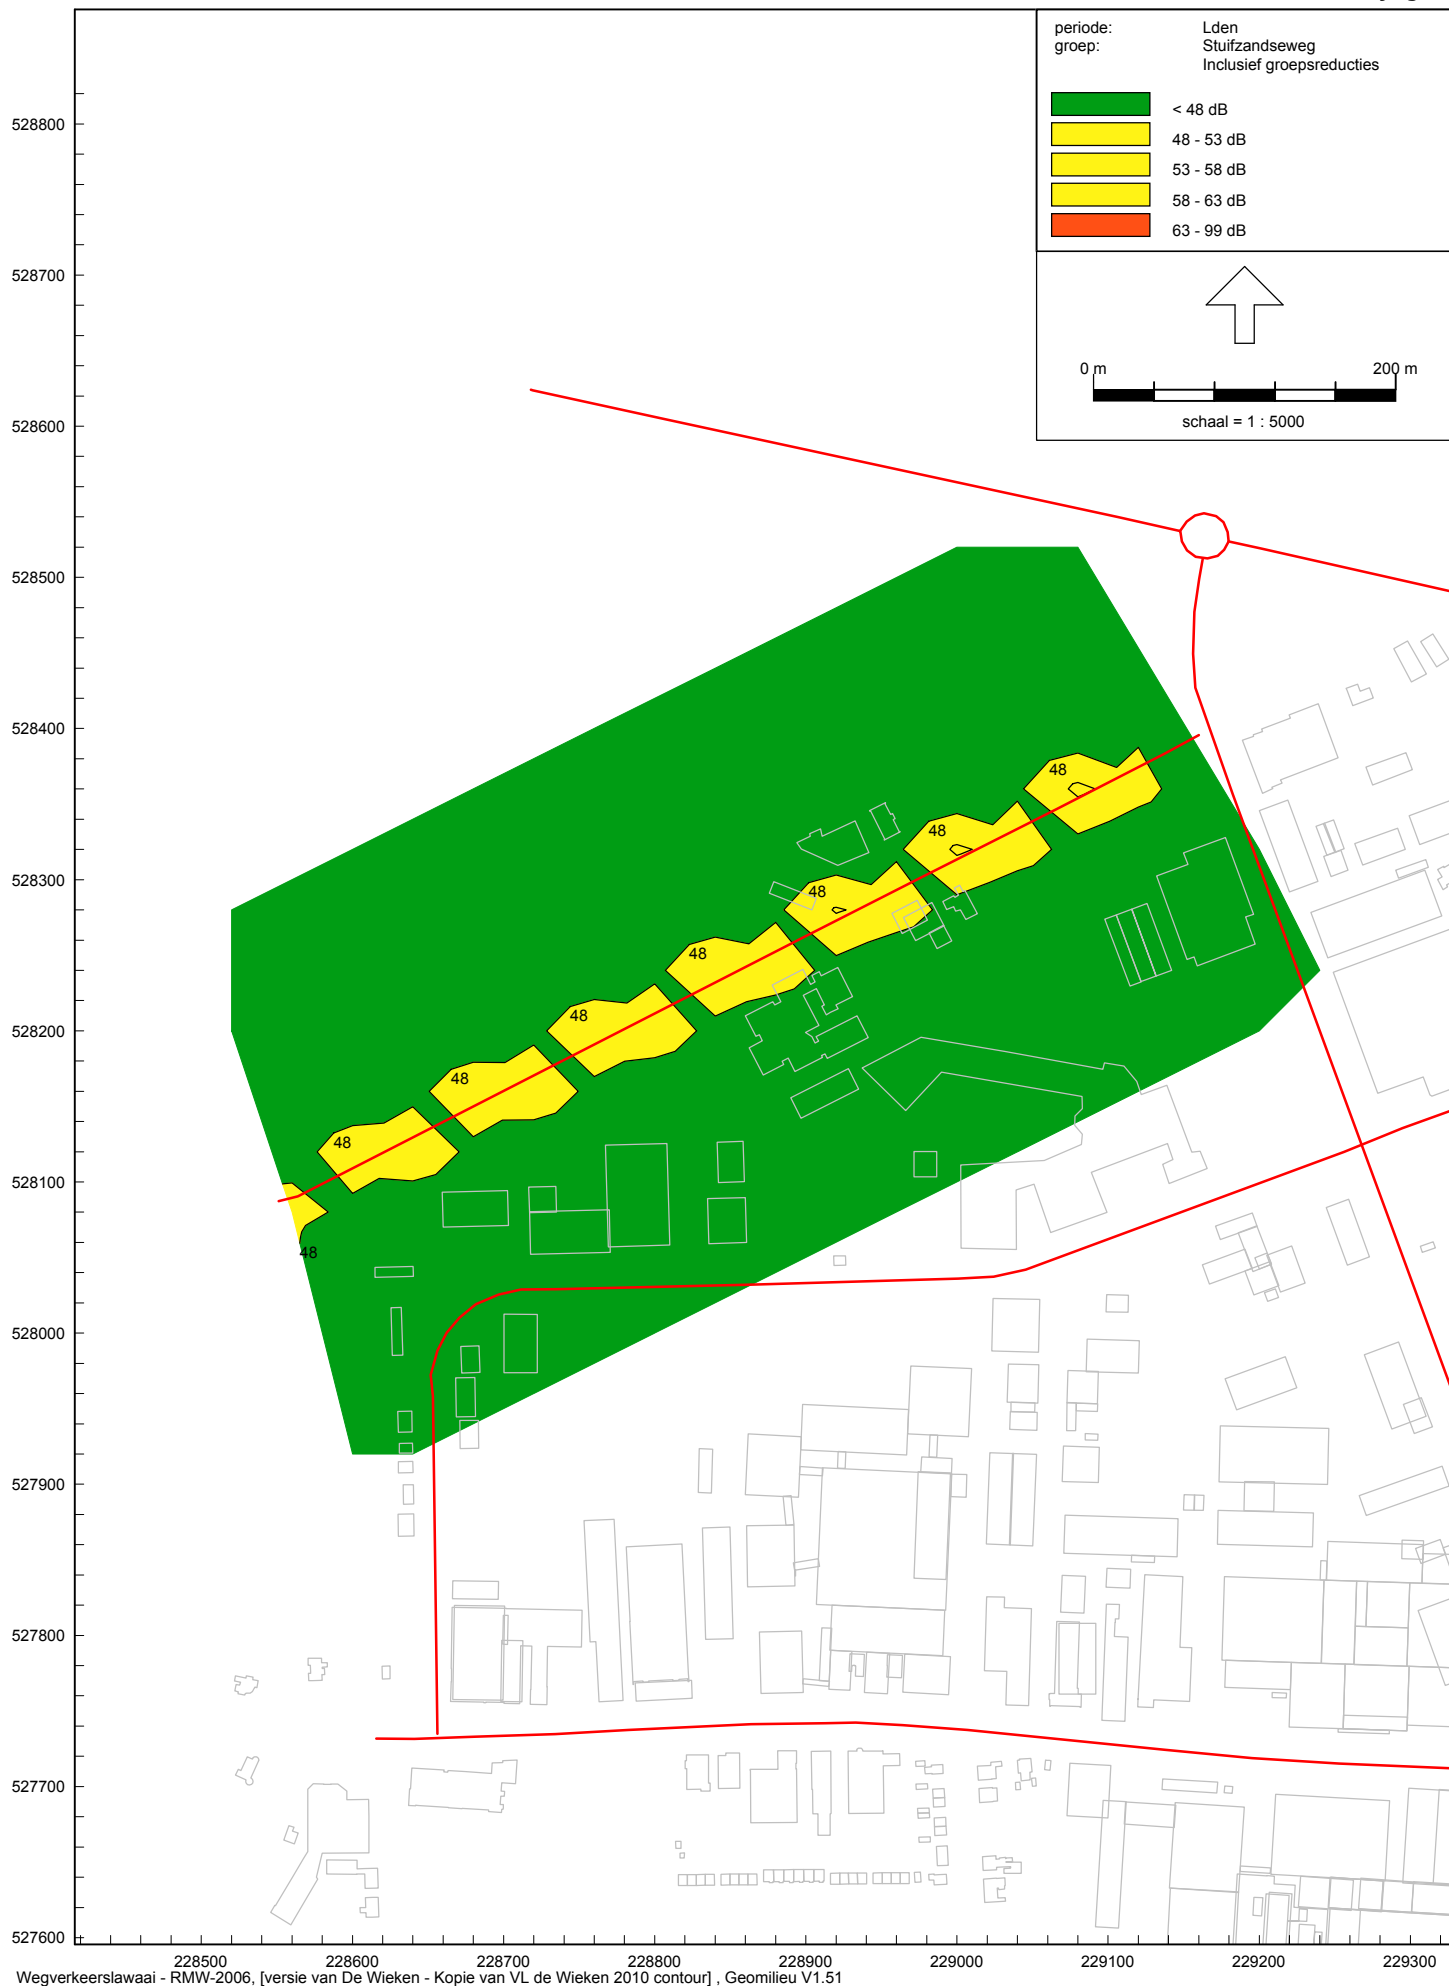 periode: Lden
groep: Stuifzandseweg
Inclusief groepsreducties
< 48 dB
48 - 53 dB
53 - 58 dB
58 - 63 dB
63 - 99 dB
0 m 200 m
schaal = 1 : 5000
528800
528700
528600
528500
528400
528300
528200
528100
528000
527900
527800
527700
527600
48
48
48
48
48
48
48
48
228500 228600 228700 228800 228900 229000 229100 229200 229300
Wegverkeerslawaai - RMW-2006, [versie van De Wieken - Kopie van VL de Wieken 2010 contour] , Geomilieu V1.51